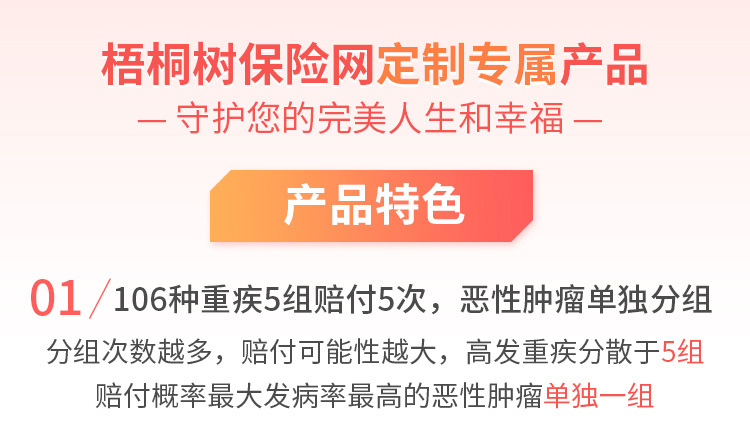 梧桐树保险网定制专属产品
— 守护您的完美人生和幸福 —
产品特色
01/106种重疾5组赔付5次，恶性肿瘤单独分组
分组次数越多，赔付可能性越大，高发重疾分散于5组
赔付概率最大发病率最高的恶性肿瘤单独一组